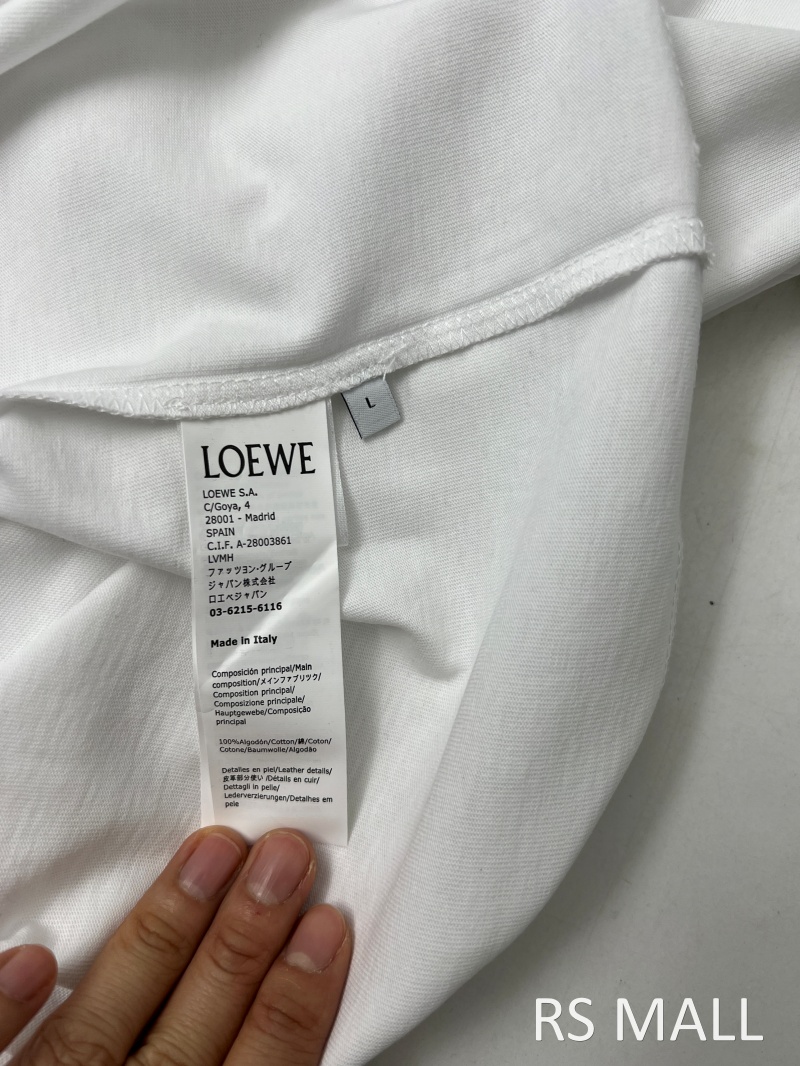 L
LOEWE
LOEWE S.A.
C/Goya, 4
28001 - Madrid
SPAIN
C.I.F. A-28003861
LVMH
ファッツョン·グループ
ジャパン株式会社
口エベジャパン
03-6215-6116
Made in Italy
Composición principal/Main
composition/メインファブリツク/
Composition principal/
Composizione principale/
Hauptgewebe/Composição
principal
100%Algodón/Cotton/綿/Coton/
Cotone/Baumwolle/Algodão
Detalles en piel/Leather details/
皮革部分使い /Détails en cuir/
Dettagli in pelle/
Lederverzierungen/Detalhes em
pele
RS MALL